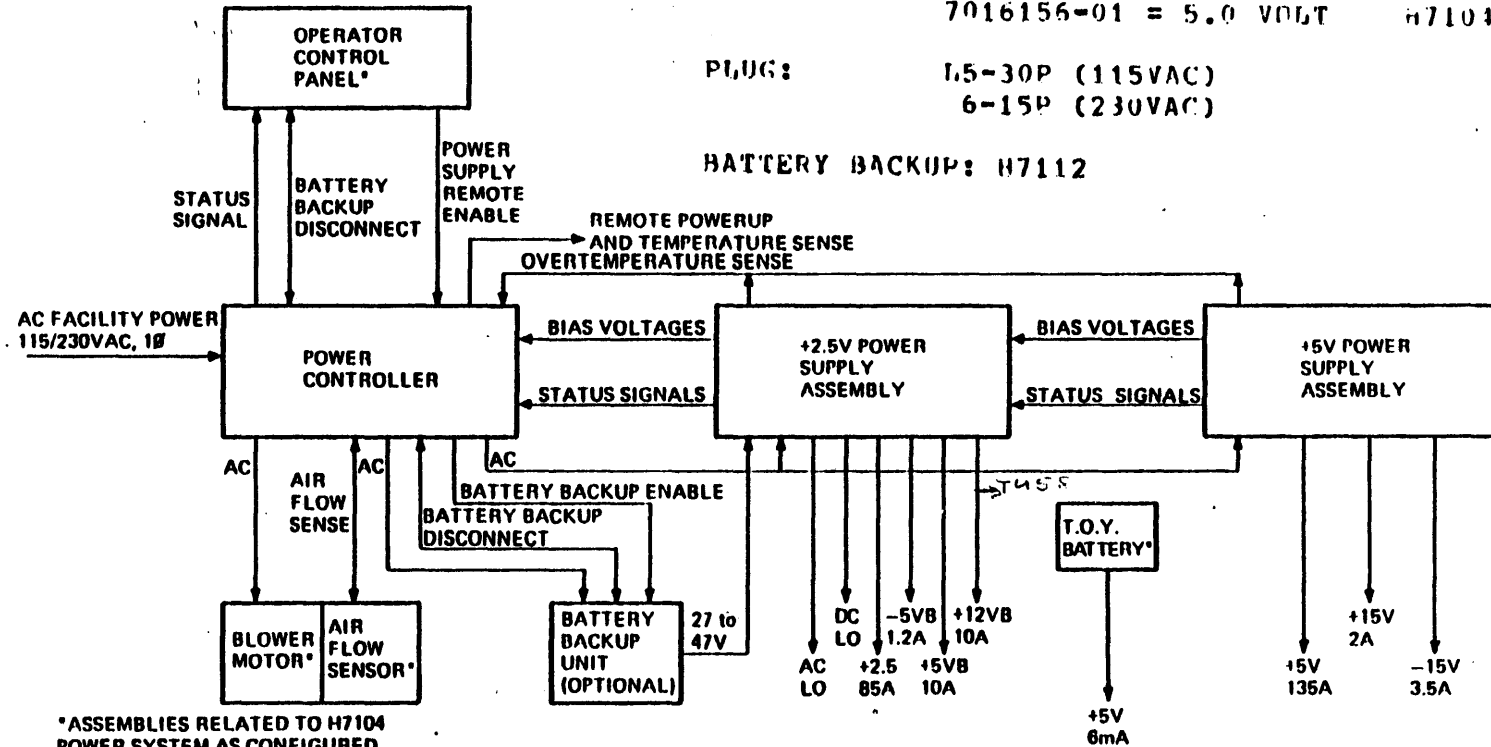 7016156-01 = 5.0 VOLT H7104
PLUG: L5-30P (115VAC)
6-15P (230VAC)
BATTERY BACKUP: H7112
OPERATOR
CONTROL
PANEL*
STATUS
SIGNAL
BATTERY
BACKUP
DISCONNECT
POWER
SUPPLY
REMOTE
ENABLE
REMOTE POWERUP
AND TEMPERATURE SENSE
OVERTEMPERATURE SENSE
AC FACILITY POWER
115/230VAC, 1Ø
POWER
CONTROLLER
BIAS VOLTAGES
STATUS SIGNALS
+2.5V POWER
SUPPLY
ASSEMBLY
BIAS VOLTAGES
STATUS SIGNALS
+5V POWER
SUPPLY
ASSEMBLY
AC
AIR
FLOW
SENSE
AC
AC
BATTERY BACKUP ENABLE
BATTERY BACKUP
DISCONNECT
BLOWER
MOTOR*
AIR
FLOW
SENSOR*
BATTERY
BACKUP
UNIT
(OPTIONAL)
27 to
47V
AC
LO
DC
LO
+2.5
85A
-5VB
1.2A
+5VB
10A
+12VB
10A
T.O.Y.
BATTERY*
+5V
6mA
+5V
135A
+15V
2A
-15V
3.5A
*ASSEMBLIES RELATED TO H7104
POWER SYSTEM AS CONFIGURED